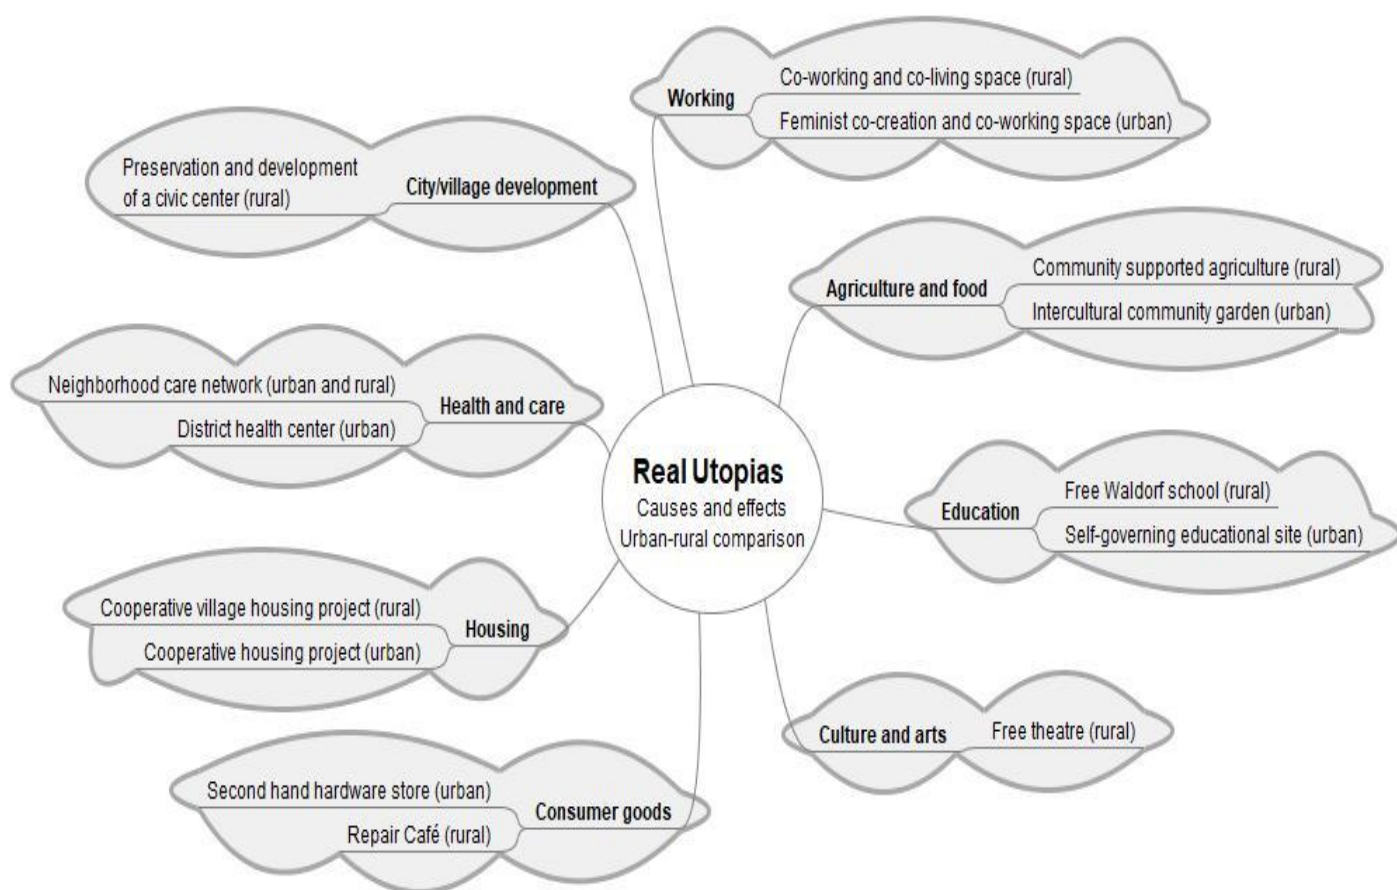 Working
Co-working and co-living space (rural)
Feminist co-creation and co-working space (urban)
Preservation and development
of a civic center (rural)
City/village development
Agriculture and food
Community supported agriculture (rural)
Intercultural community garden (urban)
Neighborhood care network (urban and rural)
District health center (urban)
Health and care
Real Utopias
Causes and effects
Urban-rural comparison
Education
Free Waldorf school (rural)
Self-governing educational site (urban)
Cooperative village housing project (rural)
Cooperative housing project (urban)
Housing
Culture and arts
Free theatre (rural)
Second hand hardware store (urban)
Repair Café (rural)
Consumer goods